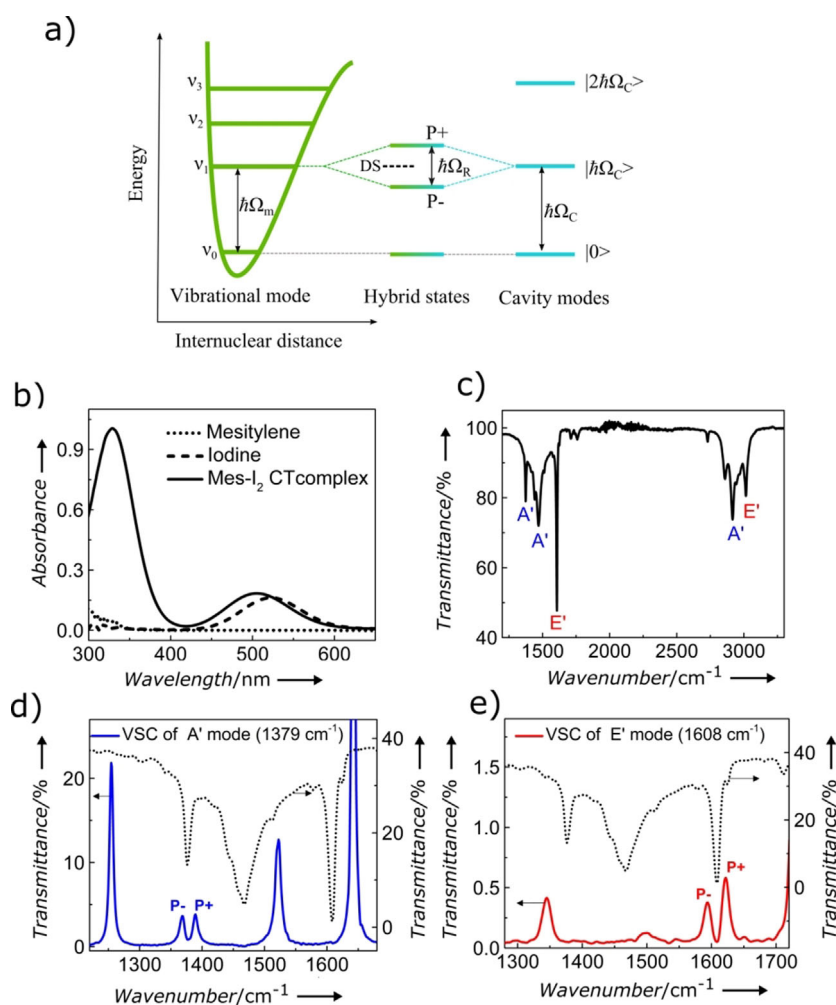 a)
Energy
ν3
ν2
ν1
ν0
ℏΩm
Vibrational mode
P+
DS
ℏΩR
P-
Hybrid states
|2ℏΩC>
|ℏΩC>
ℏΩC
|0>
Cavity modes
Internuclear distance
b)
Absorbance
0.9
0.6
0.3
0.0
Mesitylene
Iodine
Mes-I2 CTcomplex
300 400 500 600
Wavelength/nm
c)
Transmittance/%
100
80
60
40
A'
A'
E'
A'
E'
1500 2000 2500 3000
Wavenumber/cm-1
d)
VSC of A' mode (1379 cm-1)
Transmittance/%
20
10
0
P-
P+
40
20
0
Transmittance/%
1300 1400 1500 1600
Wavenumber/cm-1
e)
VSC of E' mode (1608 cm-1)
Transmittance/%
1.5
1.0
0.5
0.0
P-
P+
40
20
0
Transmittance/%
1300 1400 1500 1600 1700
Wavenumber/cm-1